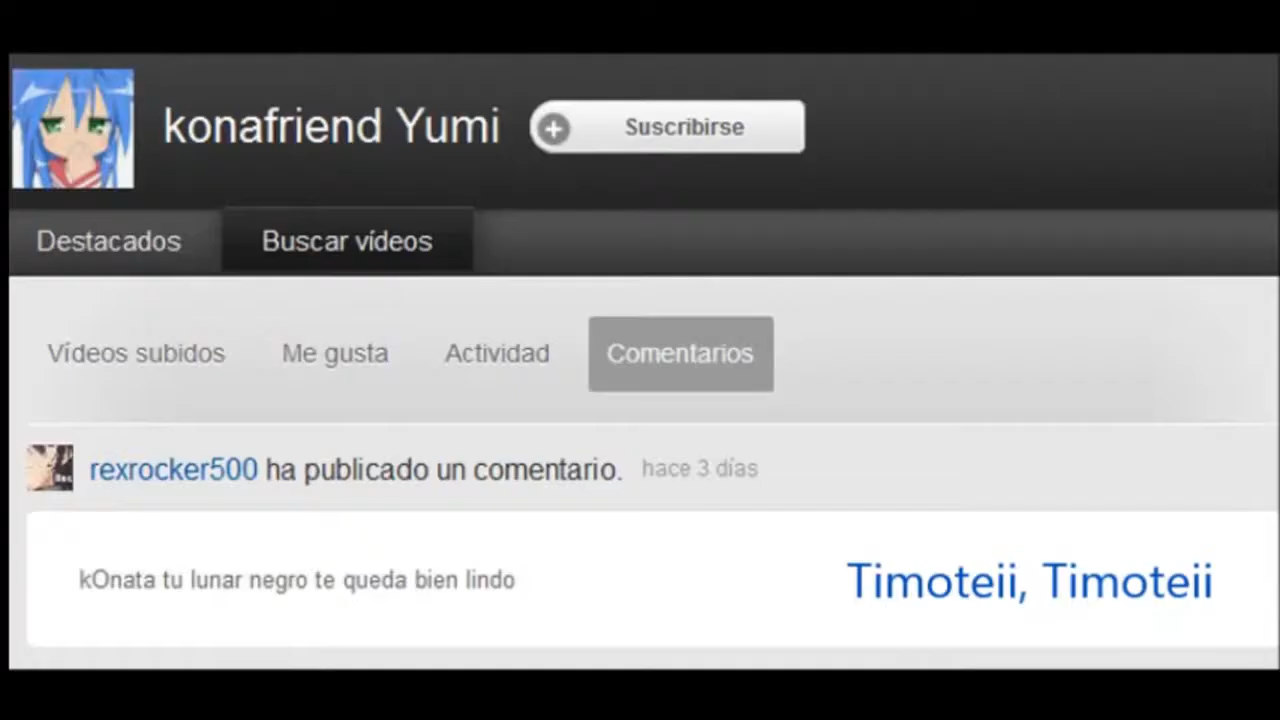 konafriend Yumi
Suscribirse
Destacados
Buscar vídeos
Vídeos subidos
Me gusta
Actividad
Comentarios
rexrocker500 ha publicado un comentario. hace 3 días
kOnata tu lunar negro te queda bien lindo
Timoteii, Timoteii